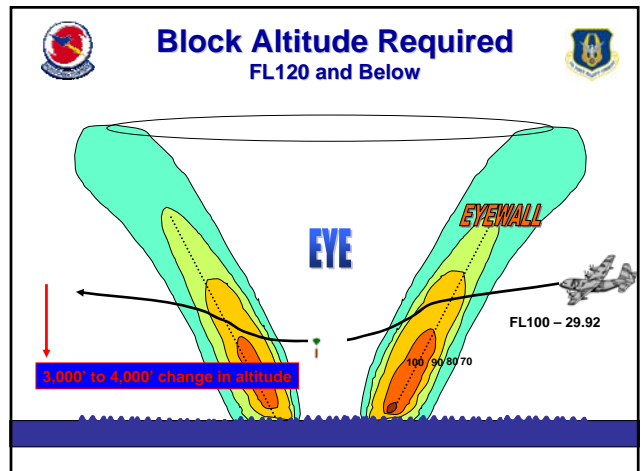 Block Altitude Required
FL120 and Below
EYEWALL
EYE
FL100 – 29.92
100 90 80 70
3,000' to 4,000' change in altitude